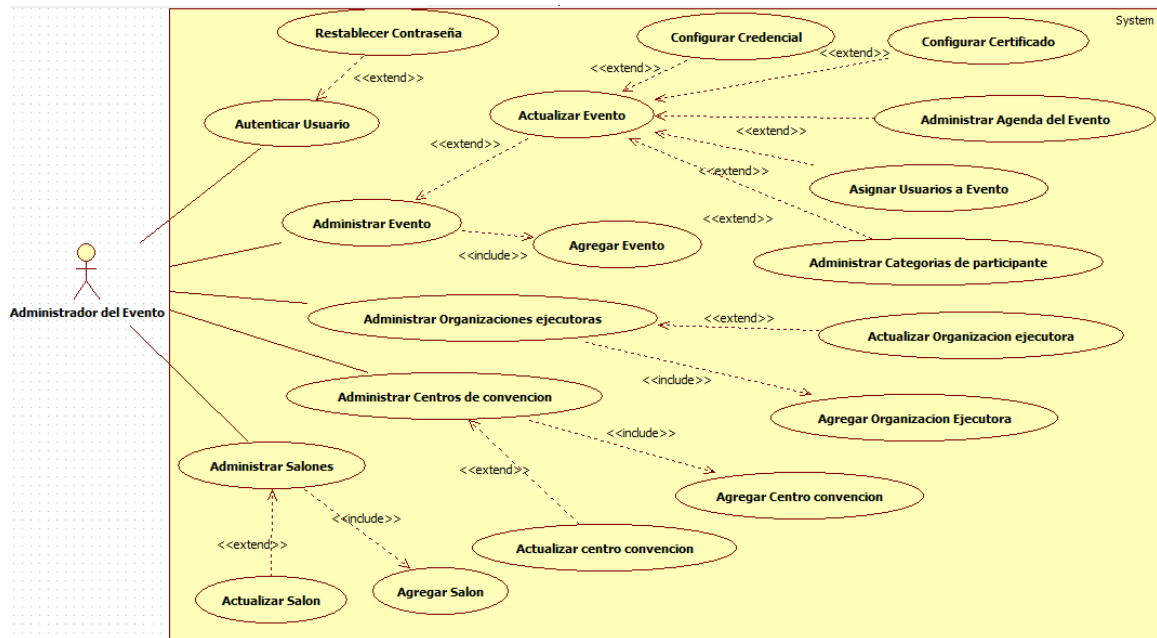 System
Restablecer Contraseña
Configurar Credencial
Configurar Certificado
<<extend>>
<<extend>>
<<extend>>
Autenticar Usuario
Actualizar Evento
Administrar Agenda del Evento
<<extend>>
<<extend>>
<<extend>>
Asignar Usuarios a Evento
Administrar Evento
<<extend>>
Agregar Evento
<<include>>
Administrar Categorias de participante
Administrador del Evento
Administrar Organizaciones ejecutoras
<<extend>>
Actualizar Organizacion ejecutora
<<include>>
Administrar Centros de convencion
Agregar Organizacion Ejecutora
<<include>>
Administrar Salones
<<extend>>
Agregar Centro convencion
<<include>>
<<extend>>
Actualizar centro convencion
Actualizar Salon
Agregar Salon